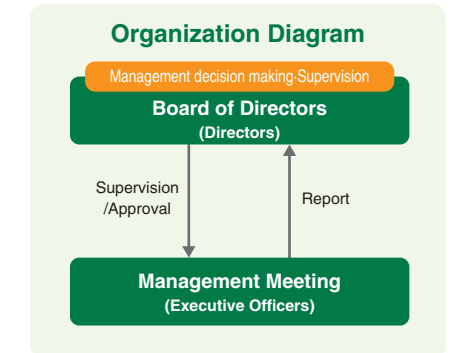 Organization Diagram
Management decision making·Supervision
Board of Directors
(Directors)
Supervision
/Approval
Report
Management Meeting
(Executive Officers)